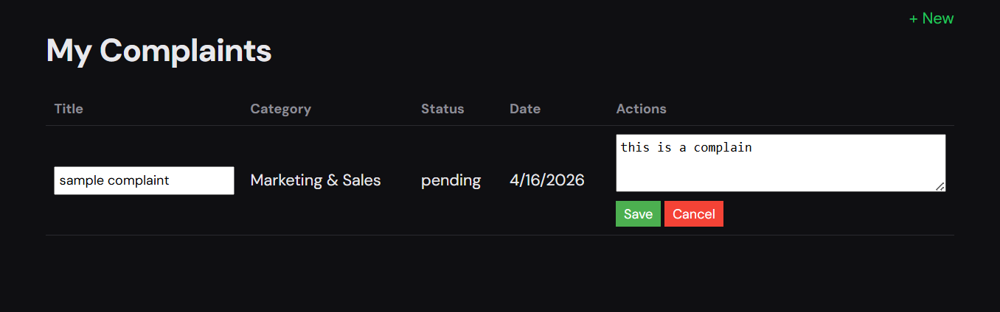 + New
My Complaints
Title Category Status Date Actions
this is a complain
sample complaint Marketing & Sales pending 4/16/2026
Save Cancel